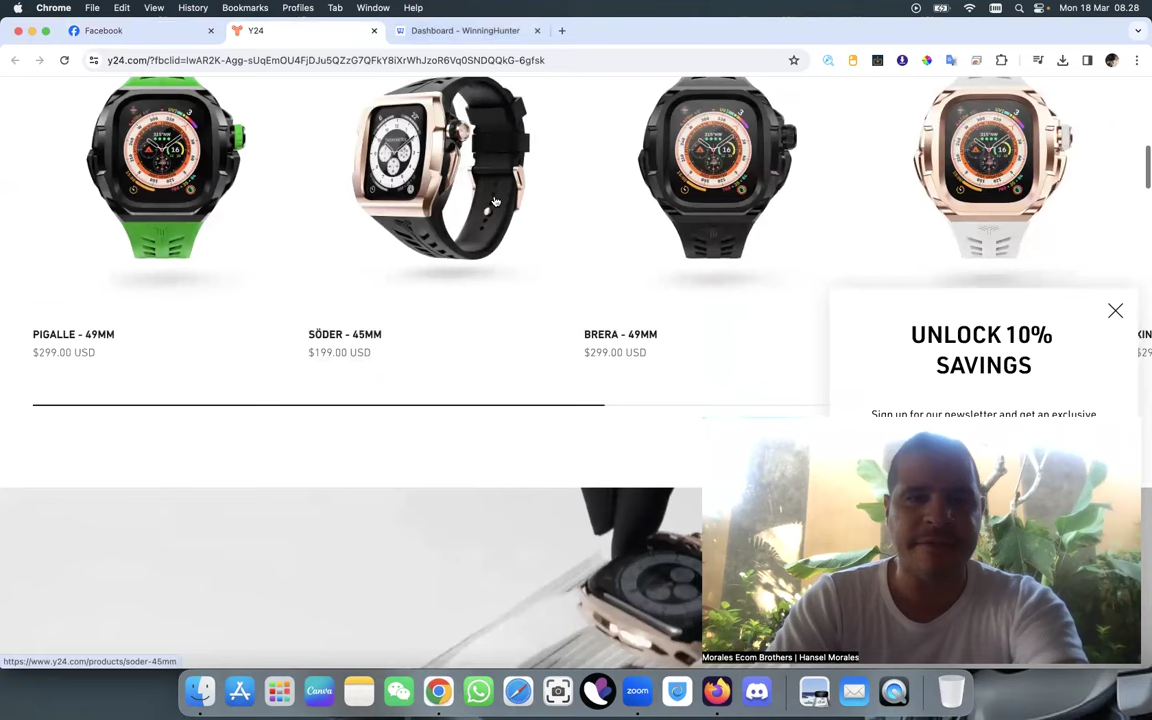 Chrome File Edit View History Bookmarks Profiles Tab Window Help Mon 18 Mar 08.28
Facebook Y24 Dashboard - WinningHunter
y24.com/?fbclid=IwAR2K-Agg-sUqEmOU4FjDJu5QZzG7QFkY8iXrWhJzoR6Vq0SNDQQkG-6gfsk
PIGALLE - 49MM SÖDER - 45MM BRERA - 49MM
$299.00 USD $199.00 USD $299.00 USD
UNLOCK 10%
SAVINGS
Sign up for our newsletter and get an exclusive
https://www.y24.com/products/soder-45mm
Morales Ecom Brothers | Hansel Morales
Canva
zoom